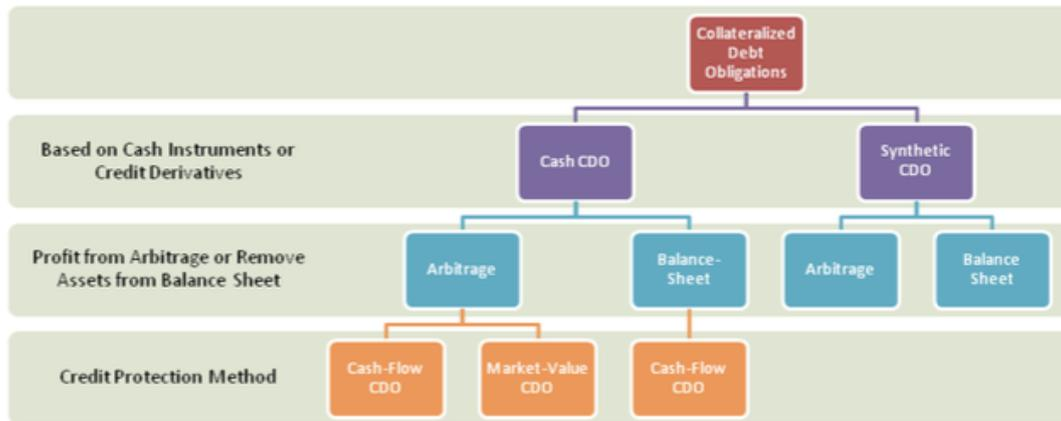 Collateralized
Debt
Obligations
Based on Cash Instruments or
Credit Derivatives
Cash CDO
Synthetic
CDO
Profit from Arbitrage or Remove
Assets from Balance Sheet
Arbitrage
Balance-
Sheet
Arbitrage
Balance
Sheet
Credit Protection Method
Cash-Flow
CDO
Market-Value
CDO
Cash-Flow
CDO